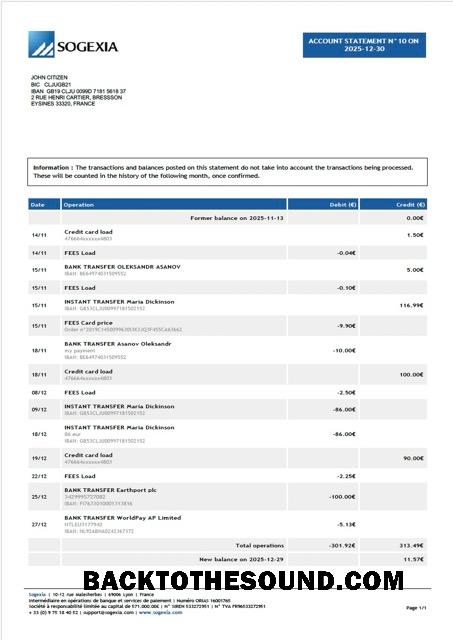 SOGEXIA
ACCOUNT STATEMENT N°10 ON
2025-12-30
JOHN CITIZEN
BIC CLJUGB21
IBAN GB19 CLJU 0099D 7181 5618 37
2 RUE HENRI CARTIER, BRESSSON
EYSINES 33320, FRANCE
Information : The transactions and balances posted on this statement do not take into account the transactions being processed.
These will be counted in the history of the following month, once confirmed.
Date Operation Debit (€) Credit (€)
Former balance on 2025-11-13 0.00€
14/11 Credit card load 1.50€
476664xxxxxx4803
14/11 FEES Load -0.04€
15/11 BANK TRANSFER OLEKSANDR ASANOV 5.00€
IBAN: BE64974031509552
15/11 FEES Load -0.10€
15/11 INSTANT TRANSFER Maria Dickinson 116.99€
IBAN: GB53CLJU00997181502152
15/11 FEES Card price -9.90€
18/11 BANK TRANSFER Asanov Oleksandr -10.00€
my payment
IBAN: BE64974031509552
18/11 Credit card load 100.00€
476664xxxxxx4803
08/12 FEES Load -2.50€
09/12 INSTANT TRANSFER Maria Dickinson -86.00€
IBAN: GB53CLJU00997181502152
18/12 INSTANT TRANSFER Maria Dickinson -86.00€
86 eur
IBAN: GB53CLJU00997181502152
19/12 Credit card load 90.00€
476664xxxxxx4803
22/12 FEES Load -2.25€
25/12 BANK TRANSFER Earthport plc -100.00€
3429995727082
27/12 BANK TRANSFER WorldPay AP Limited -5.13€
Total operations -301.92€ 313.49€
New balance on 2025-12-29 11.57€
BACKTOTHESOUND.COM
Sogexia | 10-12 rue Malesherbes | 69006 Lyon | France
Intermédiaire en opérations de banque et services de paiement | Numéro ORIAS 16001765
Société à responsabilité limitée au capital de 571.000.00€ | N° SIREN 533272951 | N° TVA FR96533272951
+ 33 (0) 9 75 18 40 52 | support@sogexia.com | www.sogexia.com Page 1/1